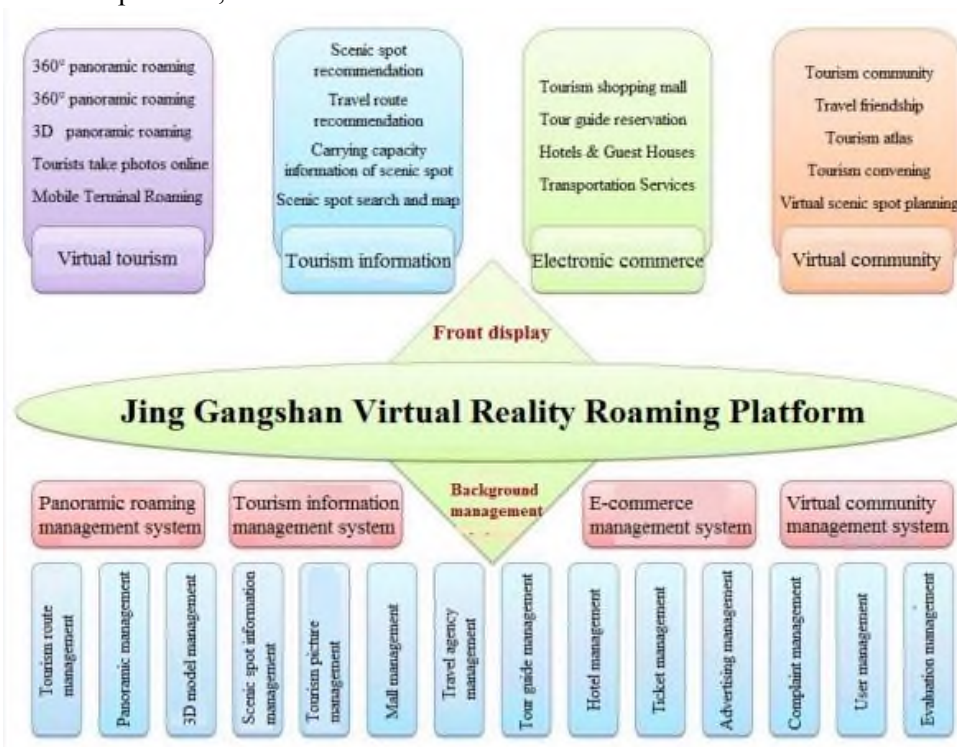 360° panoramic roaming
360° panoramic roaming
3D panoramic roaming
Tourists take photos online
Mobile Terminal Roaming
Virtual tourism
Scenic spot
recommendation
Travel route
recommendation
Carrying capacity
information of scenic spot
Scenic spot search and map
Tourism information
Tourism shopping mall
Tour guide reservation
Hotels & Guest Houses
Transportation Services
Electronic commerce
Tourism community
Travel friendship
Tourism atlas
Tourism convening
Virtual scenic spot planning
Virtual community
Front display
Jing Gangshan Virtual Reality Roaming Platform
Background
management
Panoramic roaming
management system
Tourism information
management system
E-commerce
management system
Virtual community
management system
Tourism route
management
Panoramic management
3D model management
Scenic spot information
management
Tourism picture
management
Mall management
Travel agency
management
Tour guide management
Hotel management
Ticket management
Advertising management
Complaint management
User management
Evaluation management